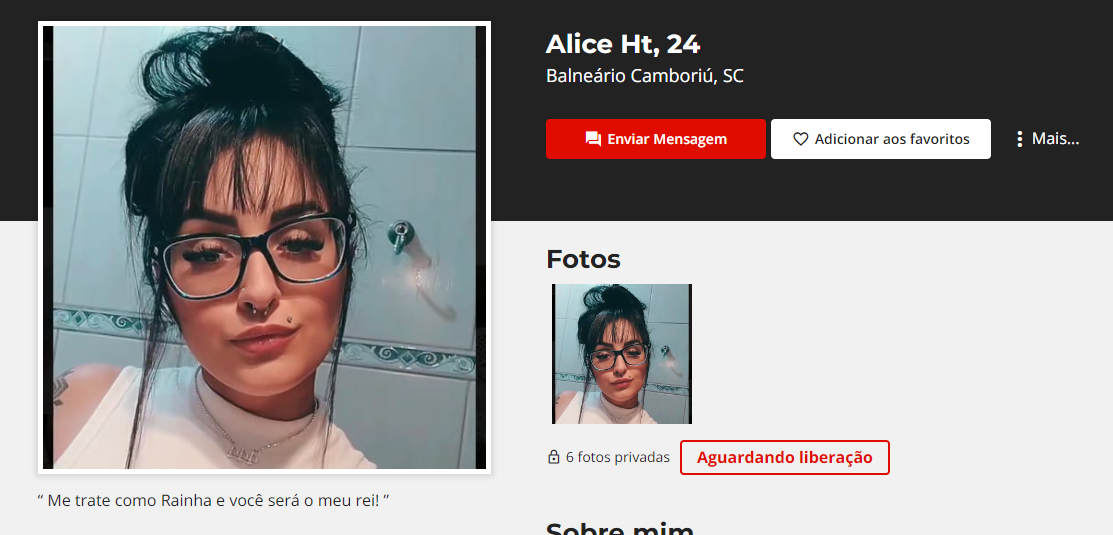 Alice Ht, 24
Balneário Camboriú, SC
Enviar Mensagem
Adicionar aos favoritos
Mais...
Fotos
6 fotos privadas
Aguardando liberação
“ Me trate como Rainha e você será o meu rei! ”
Sobre mim